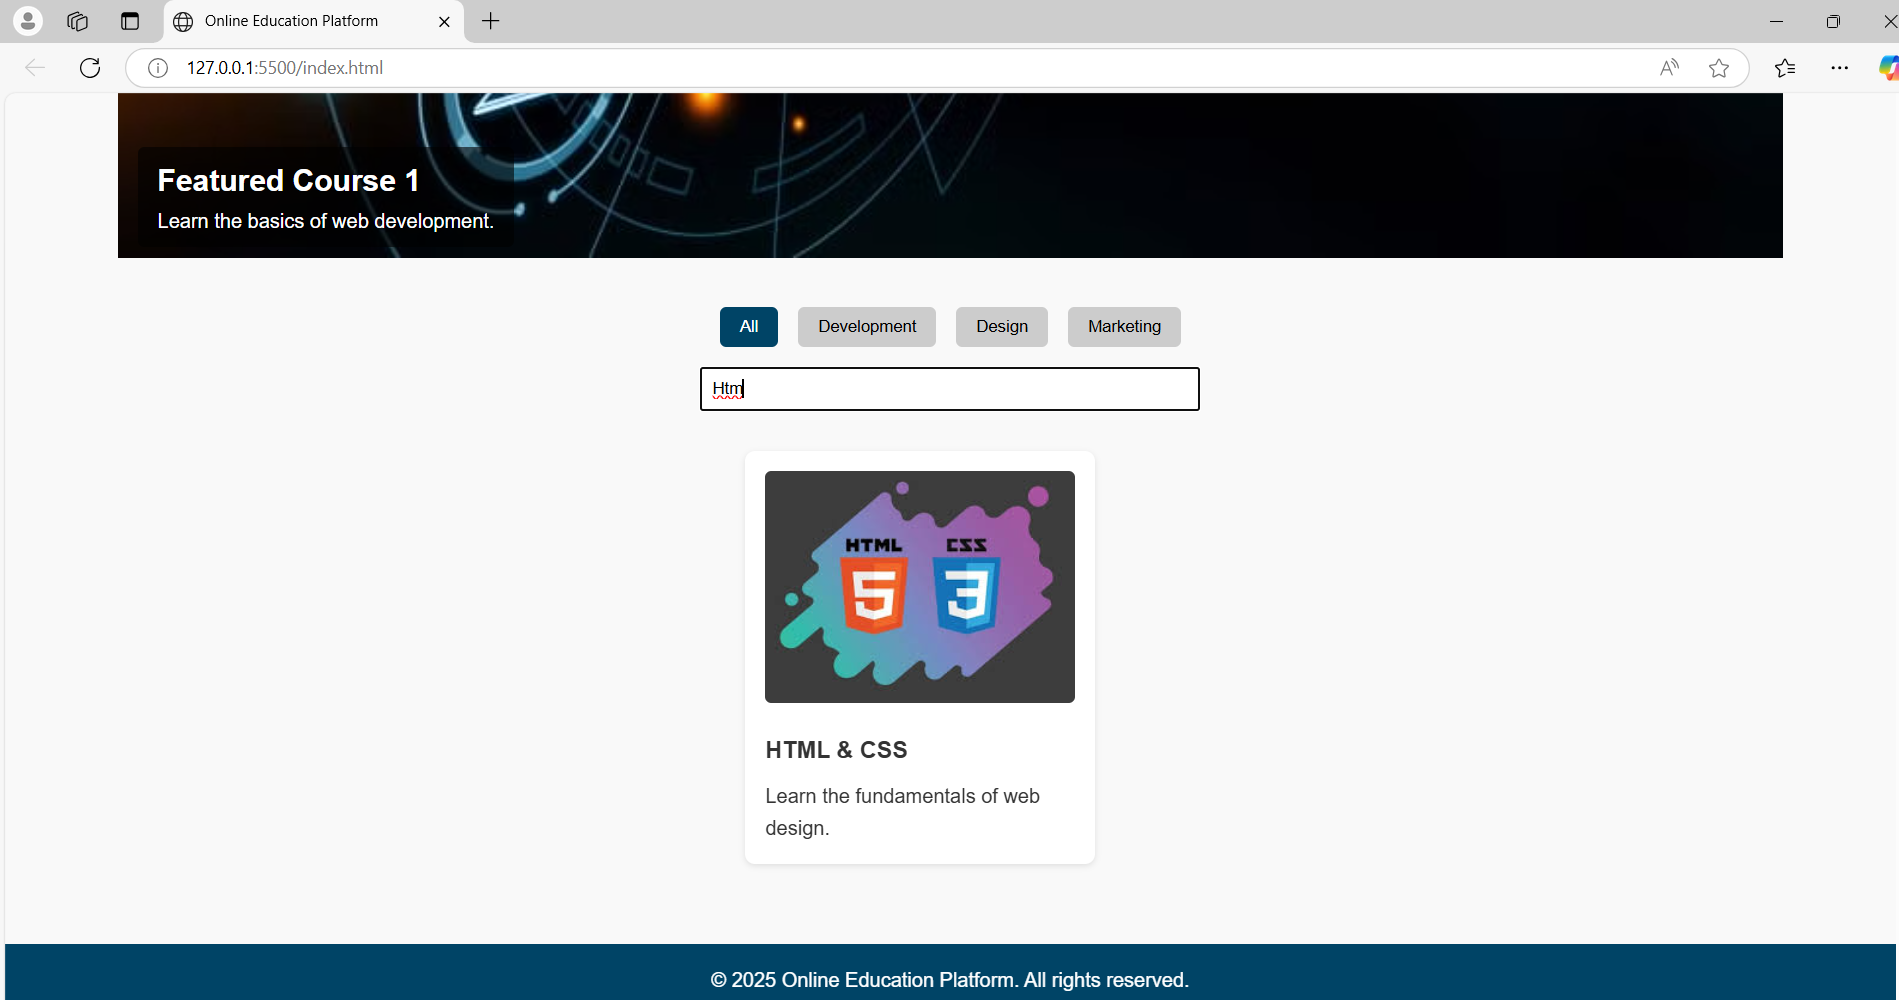 Online Education Platform
127.0.0.1:5500/index.html
Featured Course 1
Learn the basics of web development.
All Development Design Marketing
Htm
HTML CSS
5 3
HTML & CSS
Learn the fundamentals of web
design.
© 2025 Online Education Platform. All rights reserved.